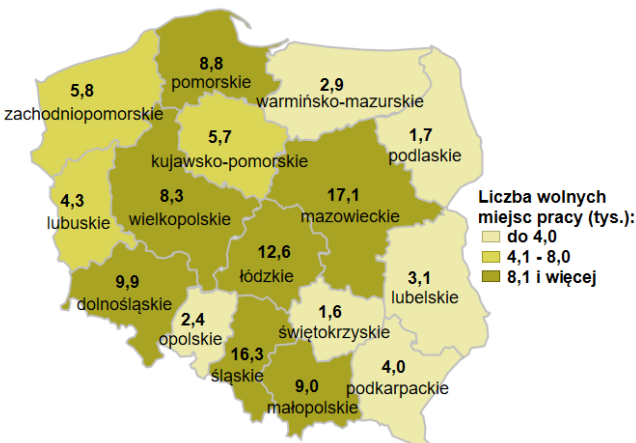 8,8
pomorskie
5,8
zachodniopomorskie
2,9
warmińsko-mazurskie
5,7
kujawsko-pomorskie
1,7
podlaskie
4,3
lubuskie
8,3
wielkopolskie
17,1
mazowieckie
Liczba wolnych
miejsc pracy (tys.):
do 4,0
4,1 - 8,0
8,1 i więcej
12,6
łódzkie
9,9
dolnośląskie
3,1
lubelskie
2,4
opolskie
1,6
świętokrzyskie
16,3
śląskie
9,0
małopolskie
4,0
podkarpackie